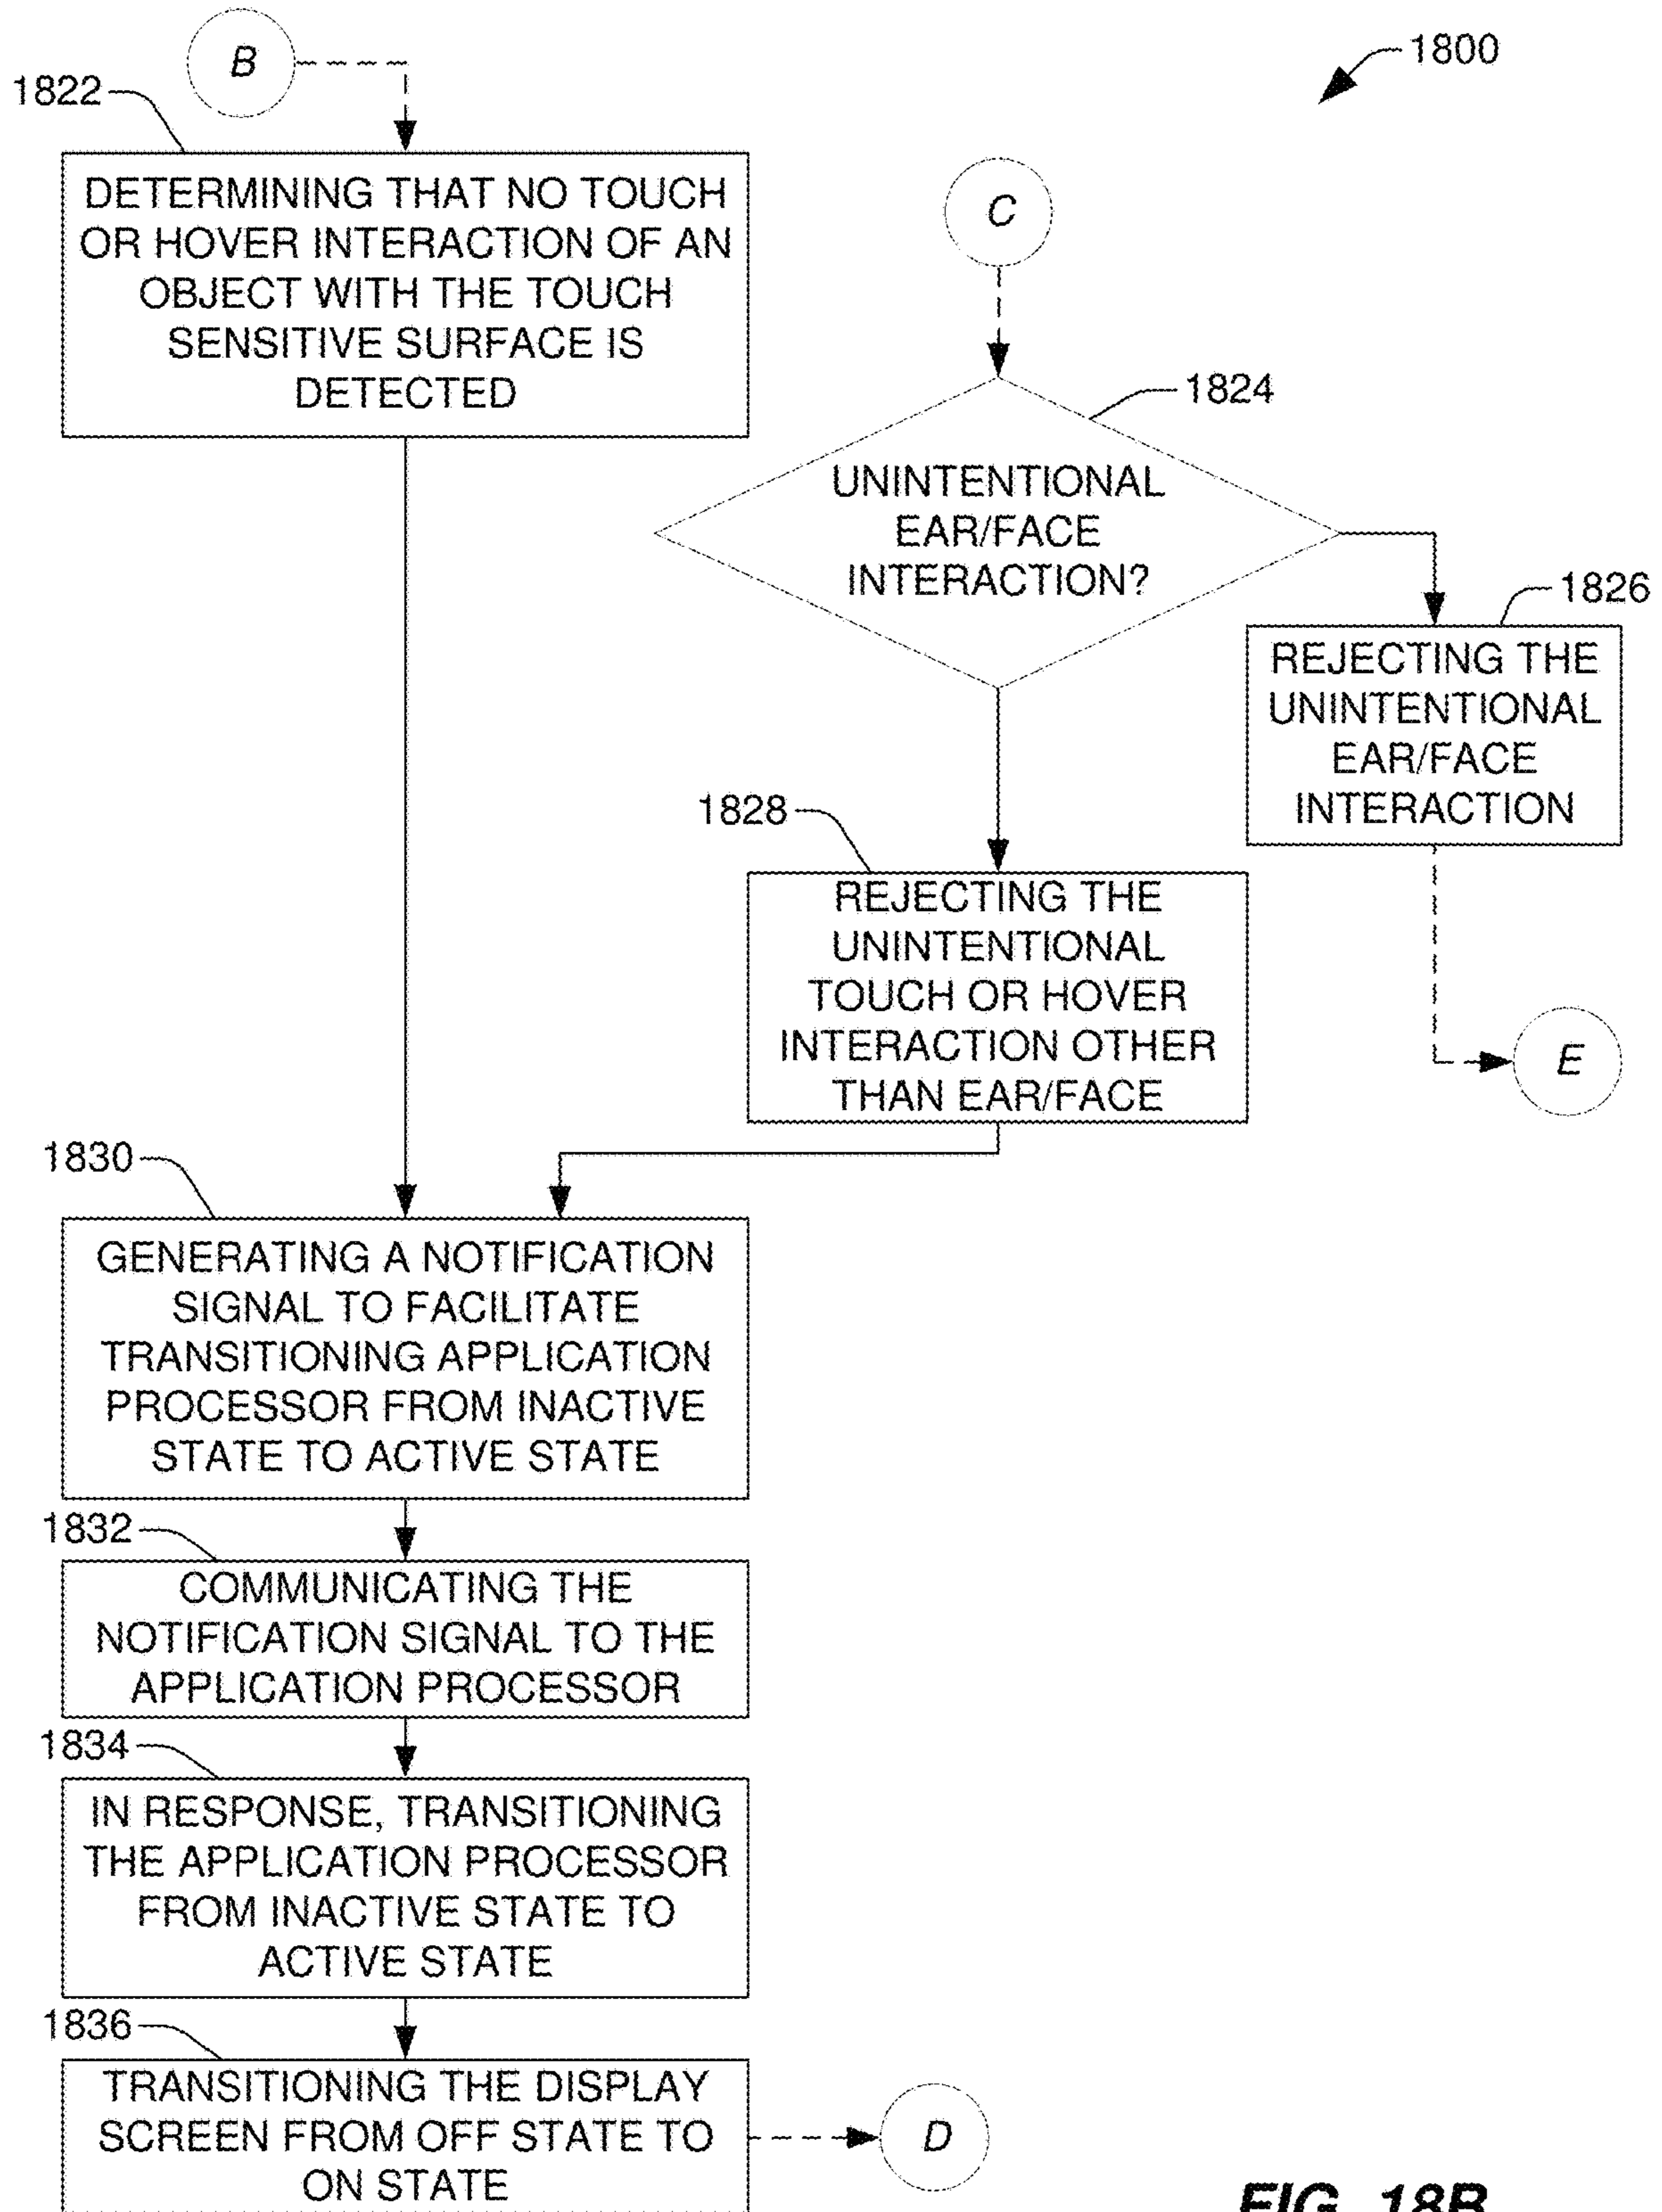 B
1800
1822
DETERMINING THAT NO TOUCH
OR HOVER INTERACTION OF AN
OBJECT WITH THE TOUCH
SENSITIVE SURFACE IS
DETECTED
C
1824
UNINTENTIONAL
EAR/FACE
INTERACTION?
1826
REJECTING THE
UNINTENTIONAL
EAR/FACE
INTERACTION
1828
REJECTING THE
UNINTENTIONAL
TOUCH OR HOVER
INTERACTION OTHER
THAN EAR/FACE
E
1830
GENERATING A NOTIFICATION
SIGNAL TO FACILITATE
TRANSITIONING APPLICATION
PROCESSOR FROM INACTIVE
STATE TO ACTIVE STATE
1832
COMMUNICATING THE
NOTIFICATION SIGNAL TO THE
APPLICATION PROCESSOR
1834
IN RESPONSE, TRANSITIONING
THE APPLICATION PROCESSOR
FROM INACTIVE STATE TO
ACTIVE STATE
1836
TRANSITIONING THE DISPLAY
SCREEN FROM OFF STATE TO
ON STATE
D
FIG. 18B